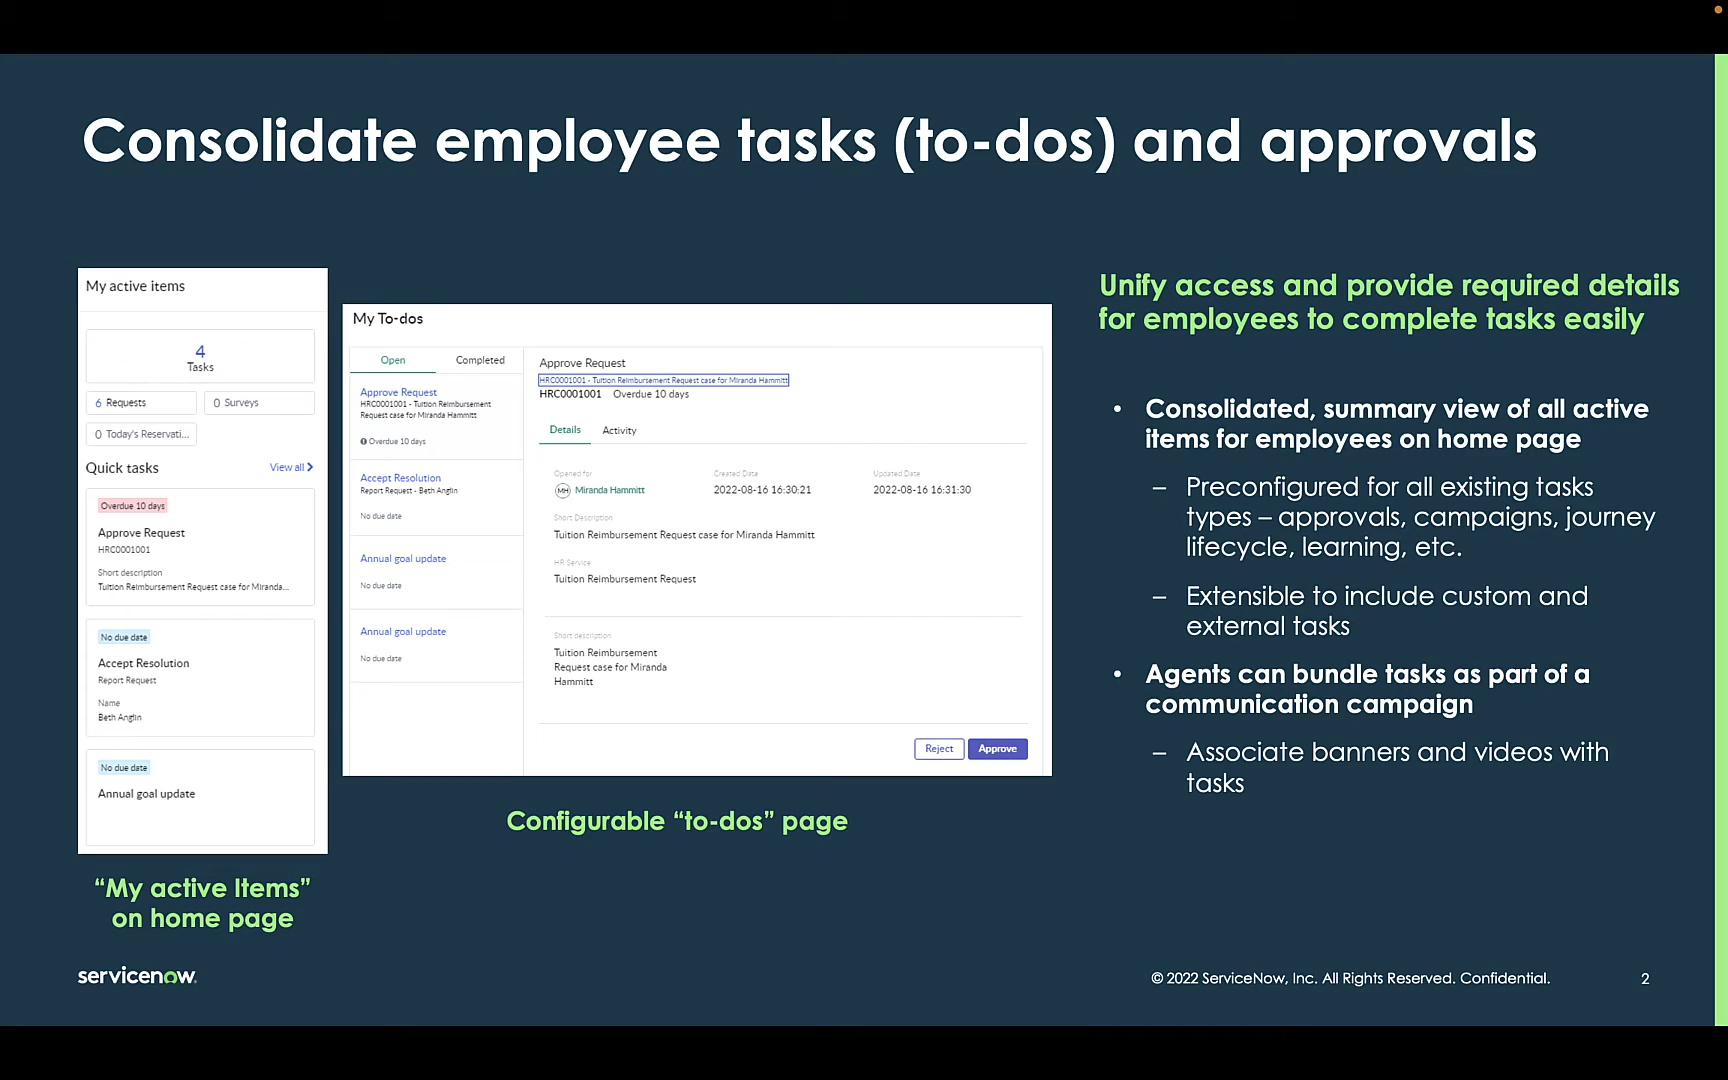 Consolidate employee tasks (to-dos) and approvals
My active items
4
Tasks
6 Requests
0 Surveys
0 Today's Reservati...
Quick tasks
View all
Overdue 10 days
Approve Request
HRC0001001
Short description
Tuition Reimbursement Request case for Miranda...
No due date
Accept Resolution
Report Request
Name
Beth Anglin
No due date
Annual goal update
“My active Items”
on home page
My To-dos
Open
Completed
Approve Request
HRC0001001 - Tuition Reimbursement
Request case for Miranda Hammitt
Overdue 10 days
Accept Resolution
Report Request - Beth Anglin
No due date
Annual goal update
No due date
Annual goal update
No due date
Approve Request
HRC0001001 - Tuition Reimbursement Request case for Miranda Hammitt
HRC0001001 Overdue 10 days
Details
Activity
Opened for
Created Date
Updated Date
MH Miranda Hammitt
2022-08-16 16:30:21
2022-08-16 16:31:30
Short Description
Tuition Reimbursement Request case for Miranda Hammitt
HR Service
Tuition Reimbursement Request
Short description
Tuition Reimbursement
Request case for Miranda
Hammitt
Reject
Approve
Configurable “to-dos” page
Unify access and provide required details
for employees to complete tasks easily
• Consolidated, summary view of all active
items for employees on home page
– Preconfigured for all existing tasks
types – approvals, campaigns, journey
lifecycle, learning, etc.
– Extensible to include custom and
external tasks
• Agents can bundle tasks as part of a
communication campaign
– Associate banners and videos with
tasks
servicenow.
© 2022 ServiceNow, Inc. All Rights Reserved. Confidential.
2